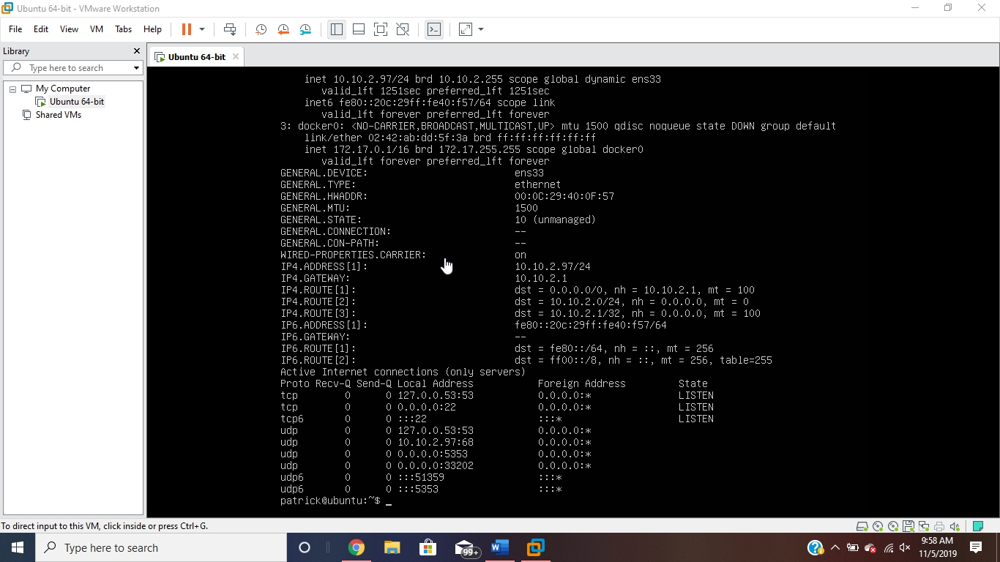 Ubuntu 64-bit - VMware Workstation
File Edit View VM Tabs Help
Library
Type here to search
My Computer
Ubuntu 64-bit
Shared VMs
Ubuntu 64-bit
inet 10.10.2.97/24 brd 10.10.2.255 scope global dynamic ens33
valid_lft 1251sec preferred_lft 1251sec
inet6 fe80::20c:29ff:fe40:f57/64 scope link
valid_lft forever preferred_lft forever
3: docker0: <NO-CARRIER,BROADCAST,MULTICAST,UP> mtu 1500 qdisc noqueue state DOWN group default
link/ether 02:42:ab:dd:5f:3a brd ff:ff:ff:ff:ff:ff
inet 172.17.0.1/16 brd 172.17.255.255 scope global docker0
valid_lft forever preferred_lft forever
GENERAL.DEVICE: ens33
GENERAL.TYPE: ethernet
GENERAL.HWADDR: 00:0C:29:40:0F:57
GENERAL.MTU: 1500
GENERAL.STATE: 10 (unmanaged)
GENERAL.CONNECTION: --
GENERAL.CON-PATH: --
WIRED-PROPERTIES.CARRIER: on
IP4.ADDRESS[1]: 10.10.2.97/24
IP4.GATEWAY: 10.10.2.1
IP4.ROUTE[1]: dst = 0.0.0.0/0, nh = 10.10.2.1, mt = 100
IP4.ROUTE[2]: dst = 10.10.2.0/24, nh = 0.0.0.0, mt = 0
IP4.ROUTE[3]: dst = 10.10.2.1/32, nh = 0.0.0.0, mt = 100
IP6.ADDRESS[1]: fe80::20c:29ff:fe40:f57/64
IP6.GATEWAY: --
IP6.ROUTE[1]: dst = fe80::/64, nh = ::, mt = 256
IP6.ROUTE[2]: dst = ff00::/8, nh = ::, mt = 256, table=255
Active Internet connections (only servers)
Proto Recv-Q Send-Q Local Address Foreign Address State
tcp 0 0 127.0.0.53:53 0.0.0.0:* LISTEN
tcp 0 0 0.0.0.0:22 0.0.0.0:* LISTEN
tcp6 0 0 :::22 :::* LISTEN
udp 0 0 127.0.0.53:53 0.0.0.0:*
udp 0 0 10.10.2.97:68 0.0.0.0:*
udp 0 0 0.0.0.0:5353 0.0.0.0:*
udp 0 0 0.0.0.0:33202 0.0.0.0:*
udp6 0 0 :::51359 :::*
udp6 0 0 :::5353 :::*
patrick@ubuntu:~$ _
To direct input to this VM, click inside or press Ctrl+G.
Type here to search
99+
9:58 AM
11/5/2019